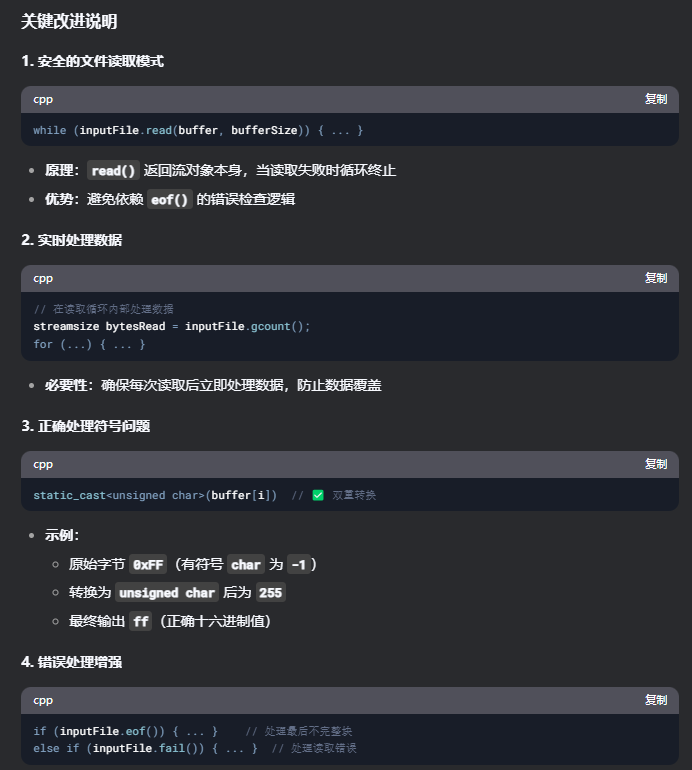 关键改进说明
1. 安全的文件读取模式
cpp 复制
while (inputFile.read(buffer, bufferSize)) { ... }
原理：read() 返回流对象本身，当读取失败时循环终止
优势：避免依赖 eof() 的错误检查逻辑
2. 实时处理数据
cpp 复制
// 在读取循环内部处理数据
streamsize bytesRead = inputFile.gcount();
for (...) { ... }
必要性：确保每次读取后立即处理数据，防止数据覆盖
3. 正确处理符号问题
cpp 复制
static_cast<unsigned char>(buffer[i])  // ✅ 双重转换
示例：
原始字节 0xFF（有符号 char 为 -1）
转换为 unsigned char 后为 255
最终输出 ff（正确十六进制值）
4. 错误处理增强
cpp 复制
if (inputFile.eof()) { ... }    // 处理最后不完整块
else if (inputFile.fail()) { ... }  // 处理读取错误